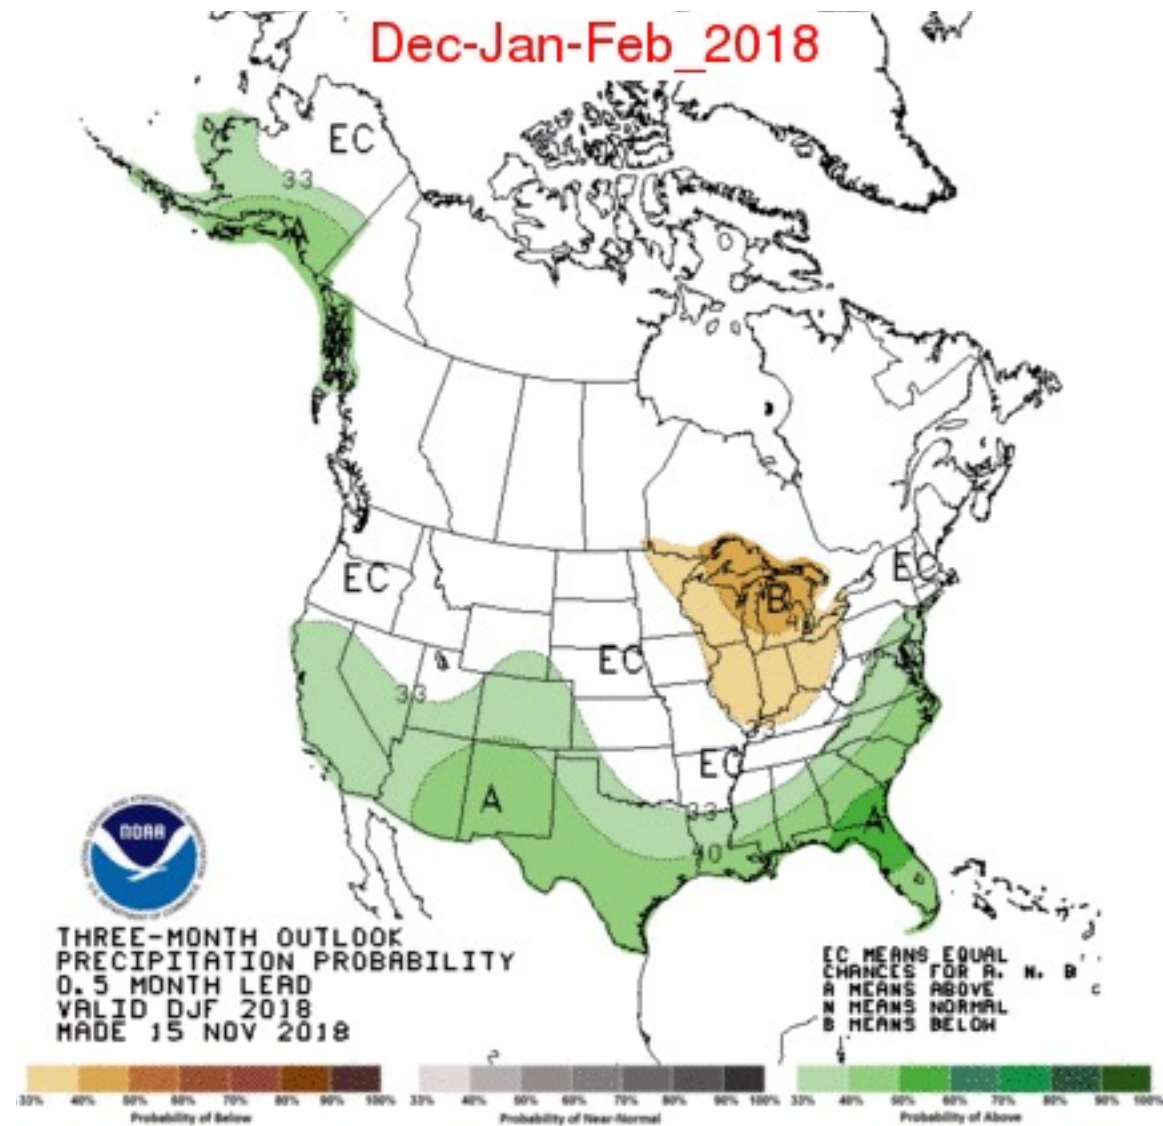 Dec-Jan-Feb_2018
EC
33
A
EC
EC
B
40
EC
33
33
EC
A
33
A
40
NOAA
THREE-MONTH OUTLOOK
PRECIPITATION PROBABILITY
0.5 MONTH LEAD
VALID DJF 2018
MADE 15 NOV 2018
EC MEANS EQUAL
CHANCES FOR A, N, B
A MEANS ABOVE
N MEANS NORMAL
B MEANS BELOW
33% 40% 50% 60% 70% 80% 90% 100%
Probability of Below
33% 40% 50% 60% 70% 80% 90% 100%
Probability of Near-Normal
33% 40% 50% 60% 70% 80% 90% 100%
Probability of Above